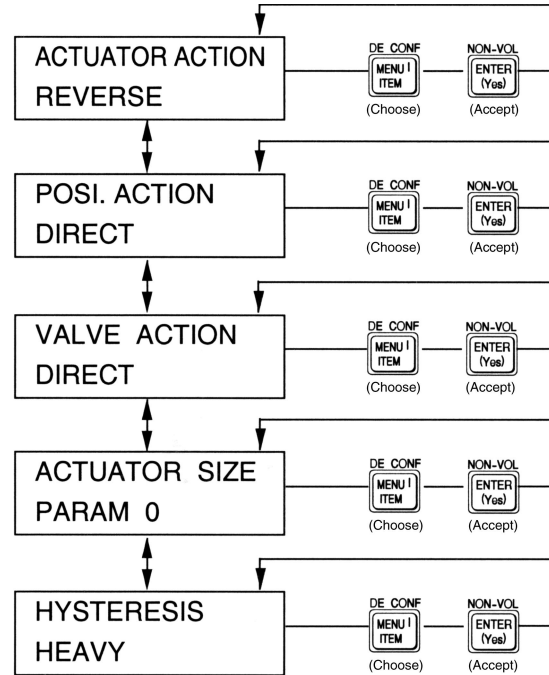 ACTUATOR ACTION
REVERSE
DE CONF
MENU
ITEM
(Choose)
NON-VOL
ENTER
(Yes)
(Accept)
POSI. ACTION
DIRECT
DE CONF
MENU
ITEM
(Choose)
NON-VOL
ENTER
(Yes)
(Accept)
VALVE ACTION
DIRECT
DE CONF
MENU
ITEM
(Choose)
NON-VOL
ENTER
(Yes)
(Accept)
ACTUATOR SIZE
PARAM 0
DE CONF
MENU
ITEM
(Choose)
NON-VOL
ENTER
(Yes)
(Accept)
HYSTERESIS
HEAVY
DE CONF
MENU
ITEM
(Choose)
NON-VOL
ENTER
(Yes)
(Accept)